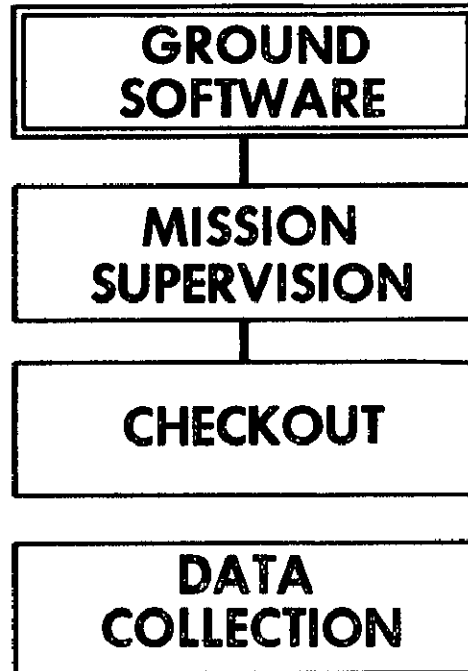 GROUND
SOFTWARE
MISSION
SUPERVISION
CHECKOUT
DATA
COLLECTION